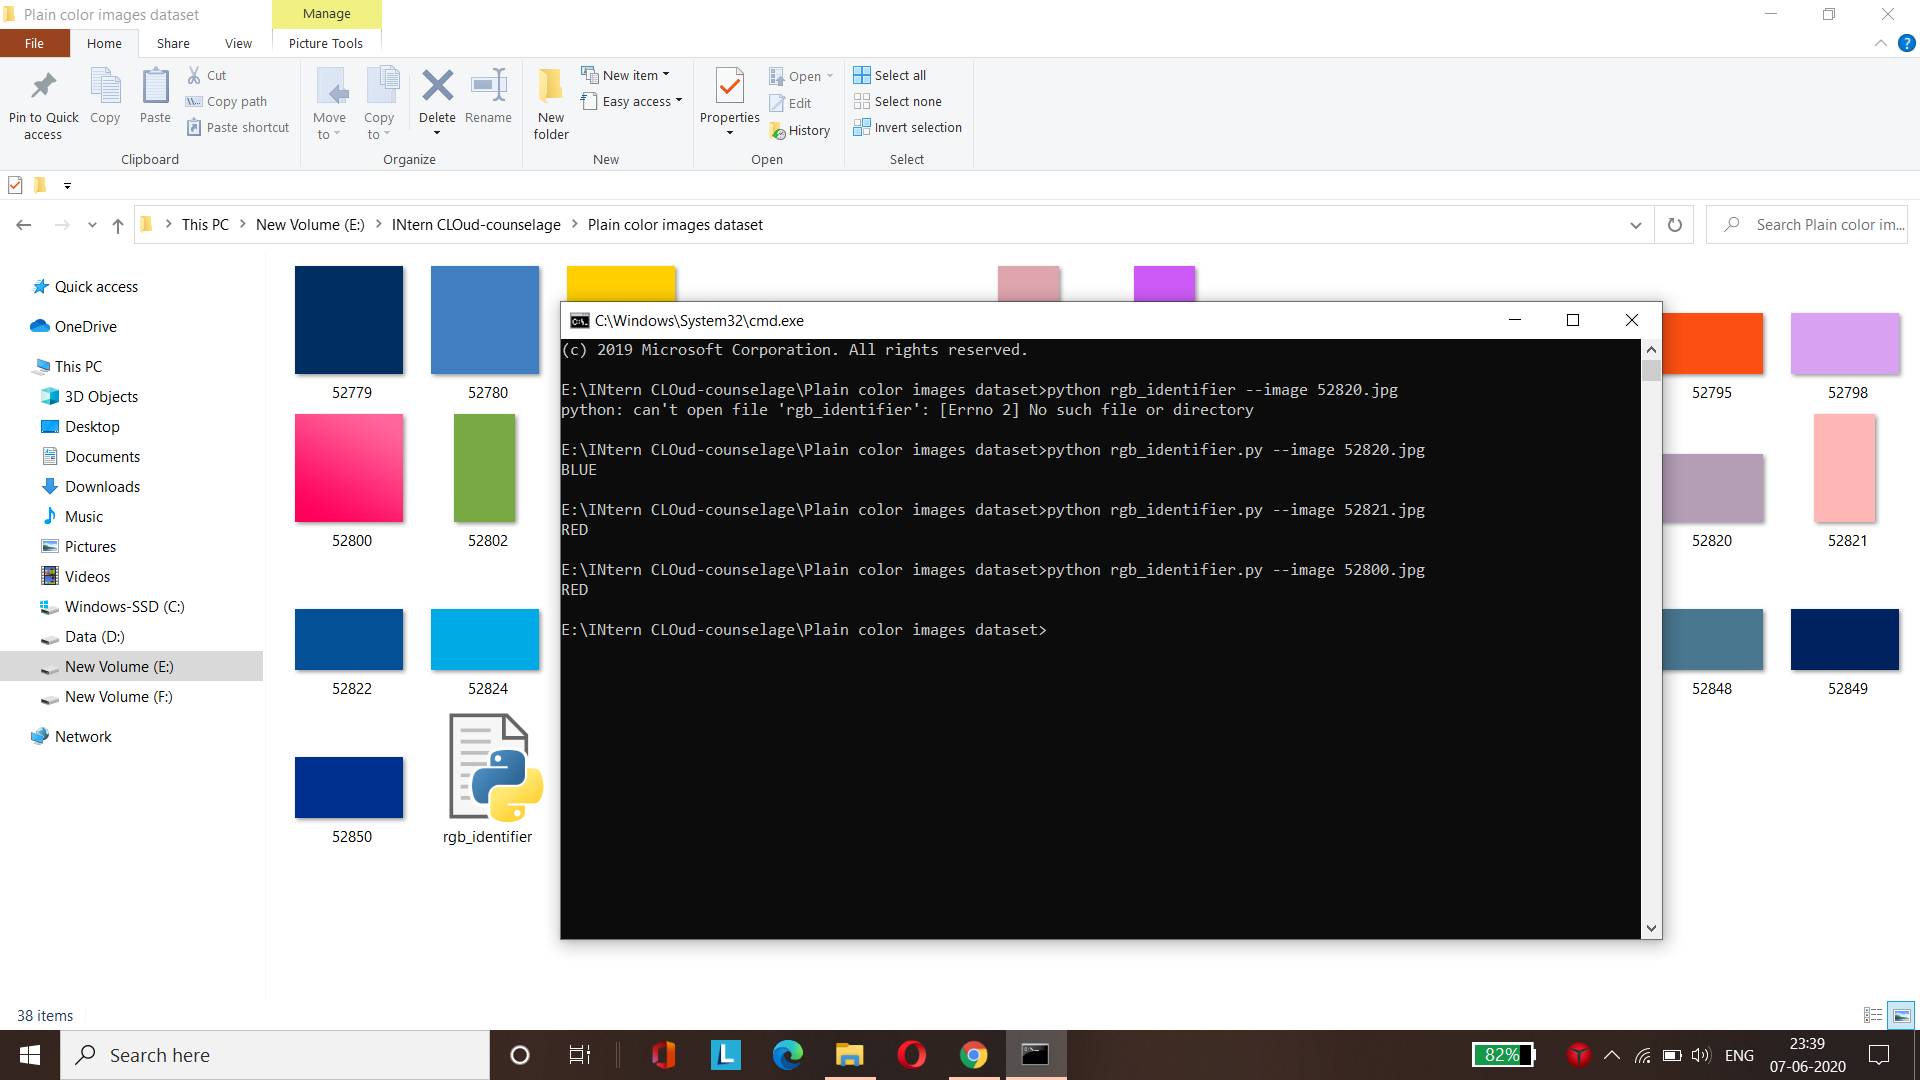 Plain color images dataset
Manage
File
Home
Share
View
Picture Tools
Pin to Quick access
Copy
Paste
Cut
Copy path
Paste shortcut
Clipboard
Move to
Copy to
Delete
Rename
Organize
New folder
New item
Easy access
New
Properties
Open
Edit
History
Open
Select all
Select none
Invert selection
Select
This PC
New Volume (E:)
INtern CLOud-counselage
Plain color images dataset
Search Plain color im...
Quick access
OneDrive
This PC
3D Objects
Desktop
Documents
Downloads
Music
Pictures
Videos
Windows-SSD (C:)
Data (D:)
New Volume (E:)
New Volume (F:)
Network
52779
52780
52795
52798
52800
52802
52820
52821
52822
52824
52848
52849
52850
rgb_identifier
C:\Windows\System32\cmd.exe
(c) 2019 Microsoft Corporation. All rights reserved.
E:\INtern CLOud-counselage\Plain color images dataset>python rgb_identifier --image 52820.jpg
python: can't open file 'rgb_identifier': [Errno 2] No such file or directory
E:\INtern CLOud-counselage\Plain color images dataset>python rgb_identifier.py --image 52820.jpg
BLUE
E:\INtern CLOud-counselage\Plain color images dataset>python rgb_identifier.py --image 52821.jpg
RED
E:\INtern CLOud-counselage\Plain color images dataset>python rgb_identifier.py --image 52800.jpg
RED
E:\INtern CLOud-counselage\Plain color images dataset>
38 items
Search here
82%
ENG
23:39
07-06-2020